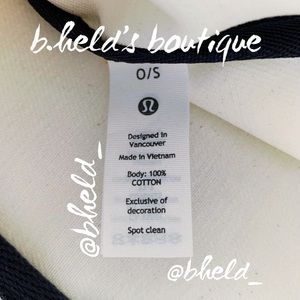 b.held's boutique
O/S
Designed in
Vancouver
Made in Vietnam
Body: 100%
COTTON
Exclusive of
decoration
Spot clean
@bheld_
@bheld_